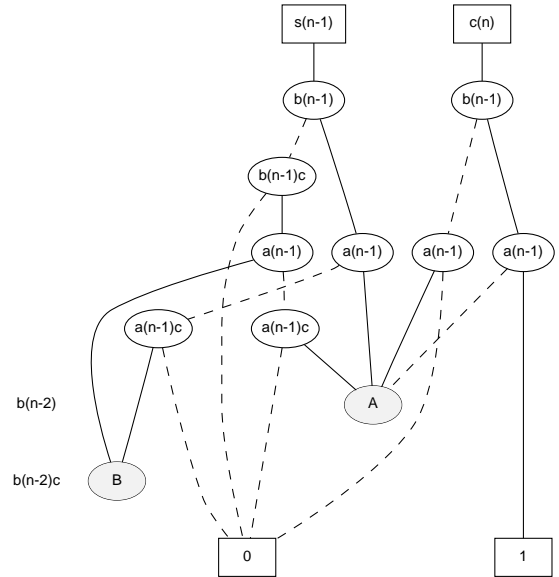 s(n-1) c(n)
b(n-1) b(n-1)
b(n-1)c
a(n-1) a(n-1) a(n-1) a(n-1)
a(n-1)c a(n-1)c
b(n-2) A
b(n-2)c B
0 1